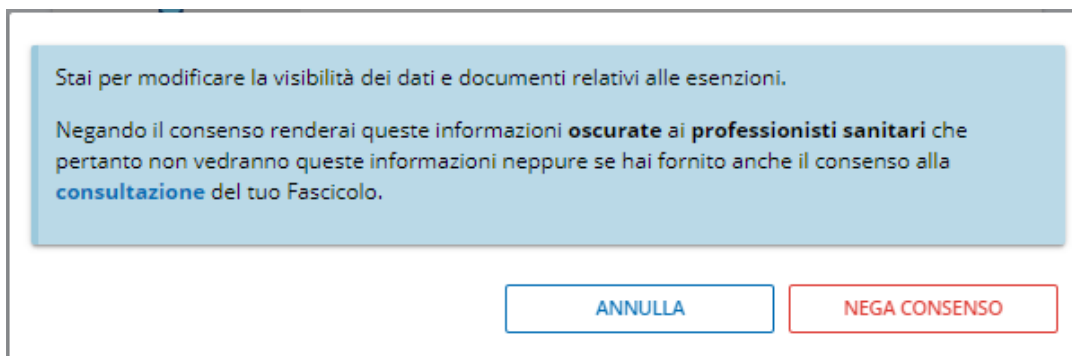 Stai per modificare la visibilità dei dati e documenti relativi alle esenzioni.
Negando il consenso renderai queste informazioni oscurate ai professionisti sanitari che
pertanto non vedranno queste informazioni neppure se hai fornito anche il consenso alla
consultazione del tuo Fascicolo.
ANNULLA
NEGA CONSENSO